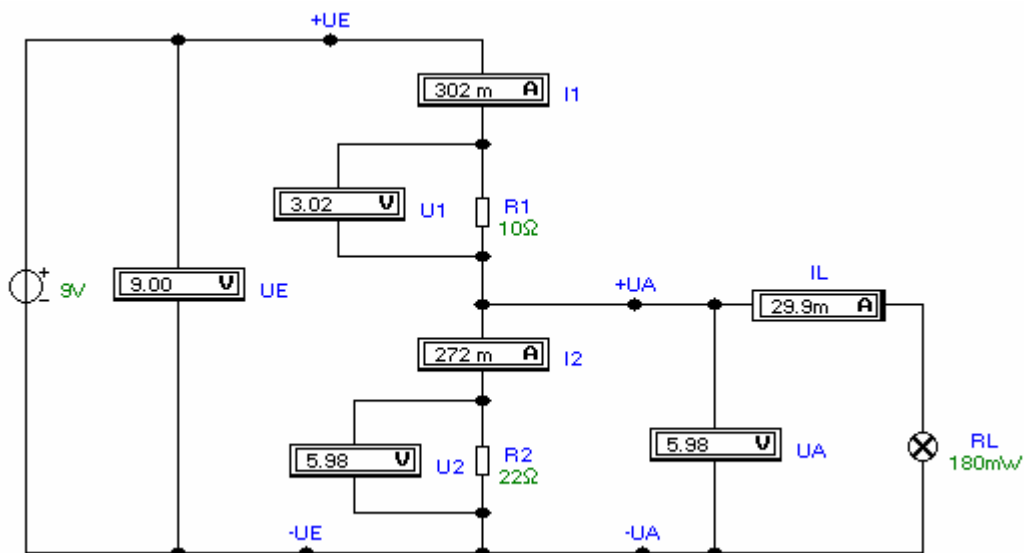 +UE
302 m A
I1
3.02 V
U1
R1
10Ω
+
-
9V
9.00 V
UE
+UA
IL
29.9m A
272 m A
I2
5.98 V
U2
R2
22Ω
5.98 V
UA
RL
180mW
-UE
-UA